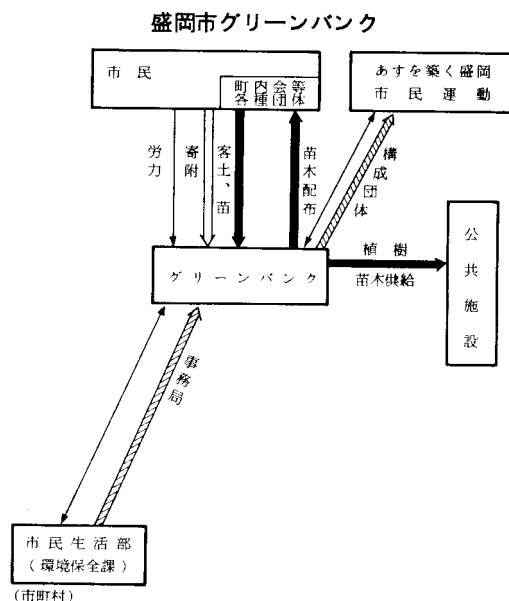 盛岡市グリーンバンク
市民
町内会等
各種団体
あすを築く盛岡
市民運動
労力
寄附
客土、苗
苗木配布
構成団体
グリーンバンク
植樹
苗木供給
公共施設
事務局
市民生活部
(環境保全課)
(市町村)